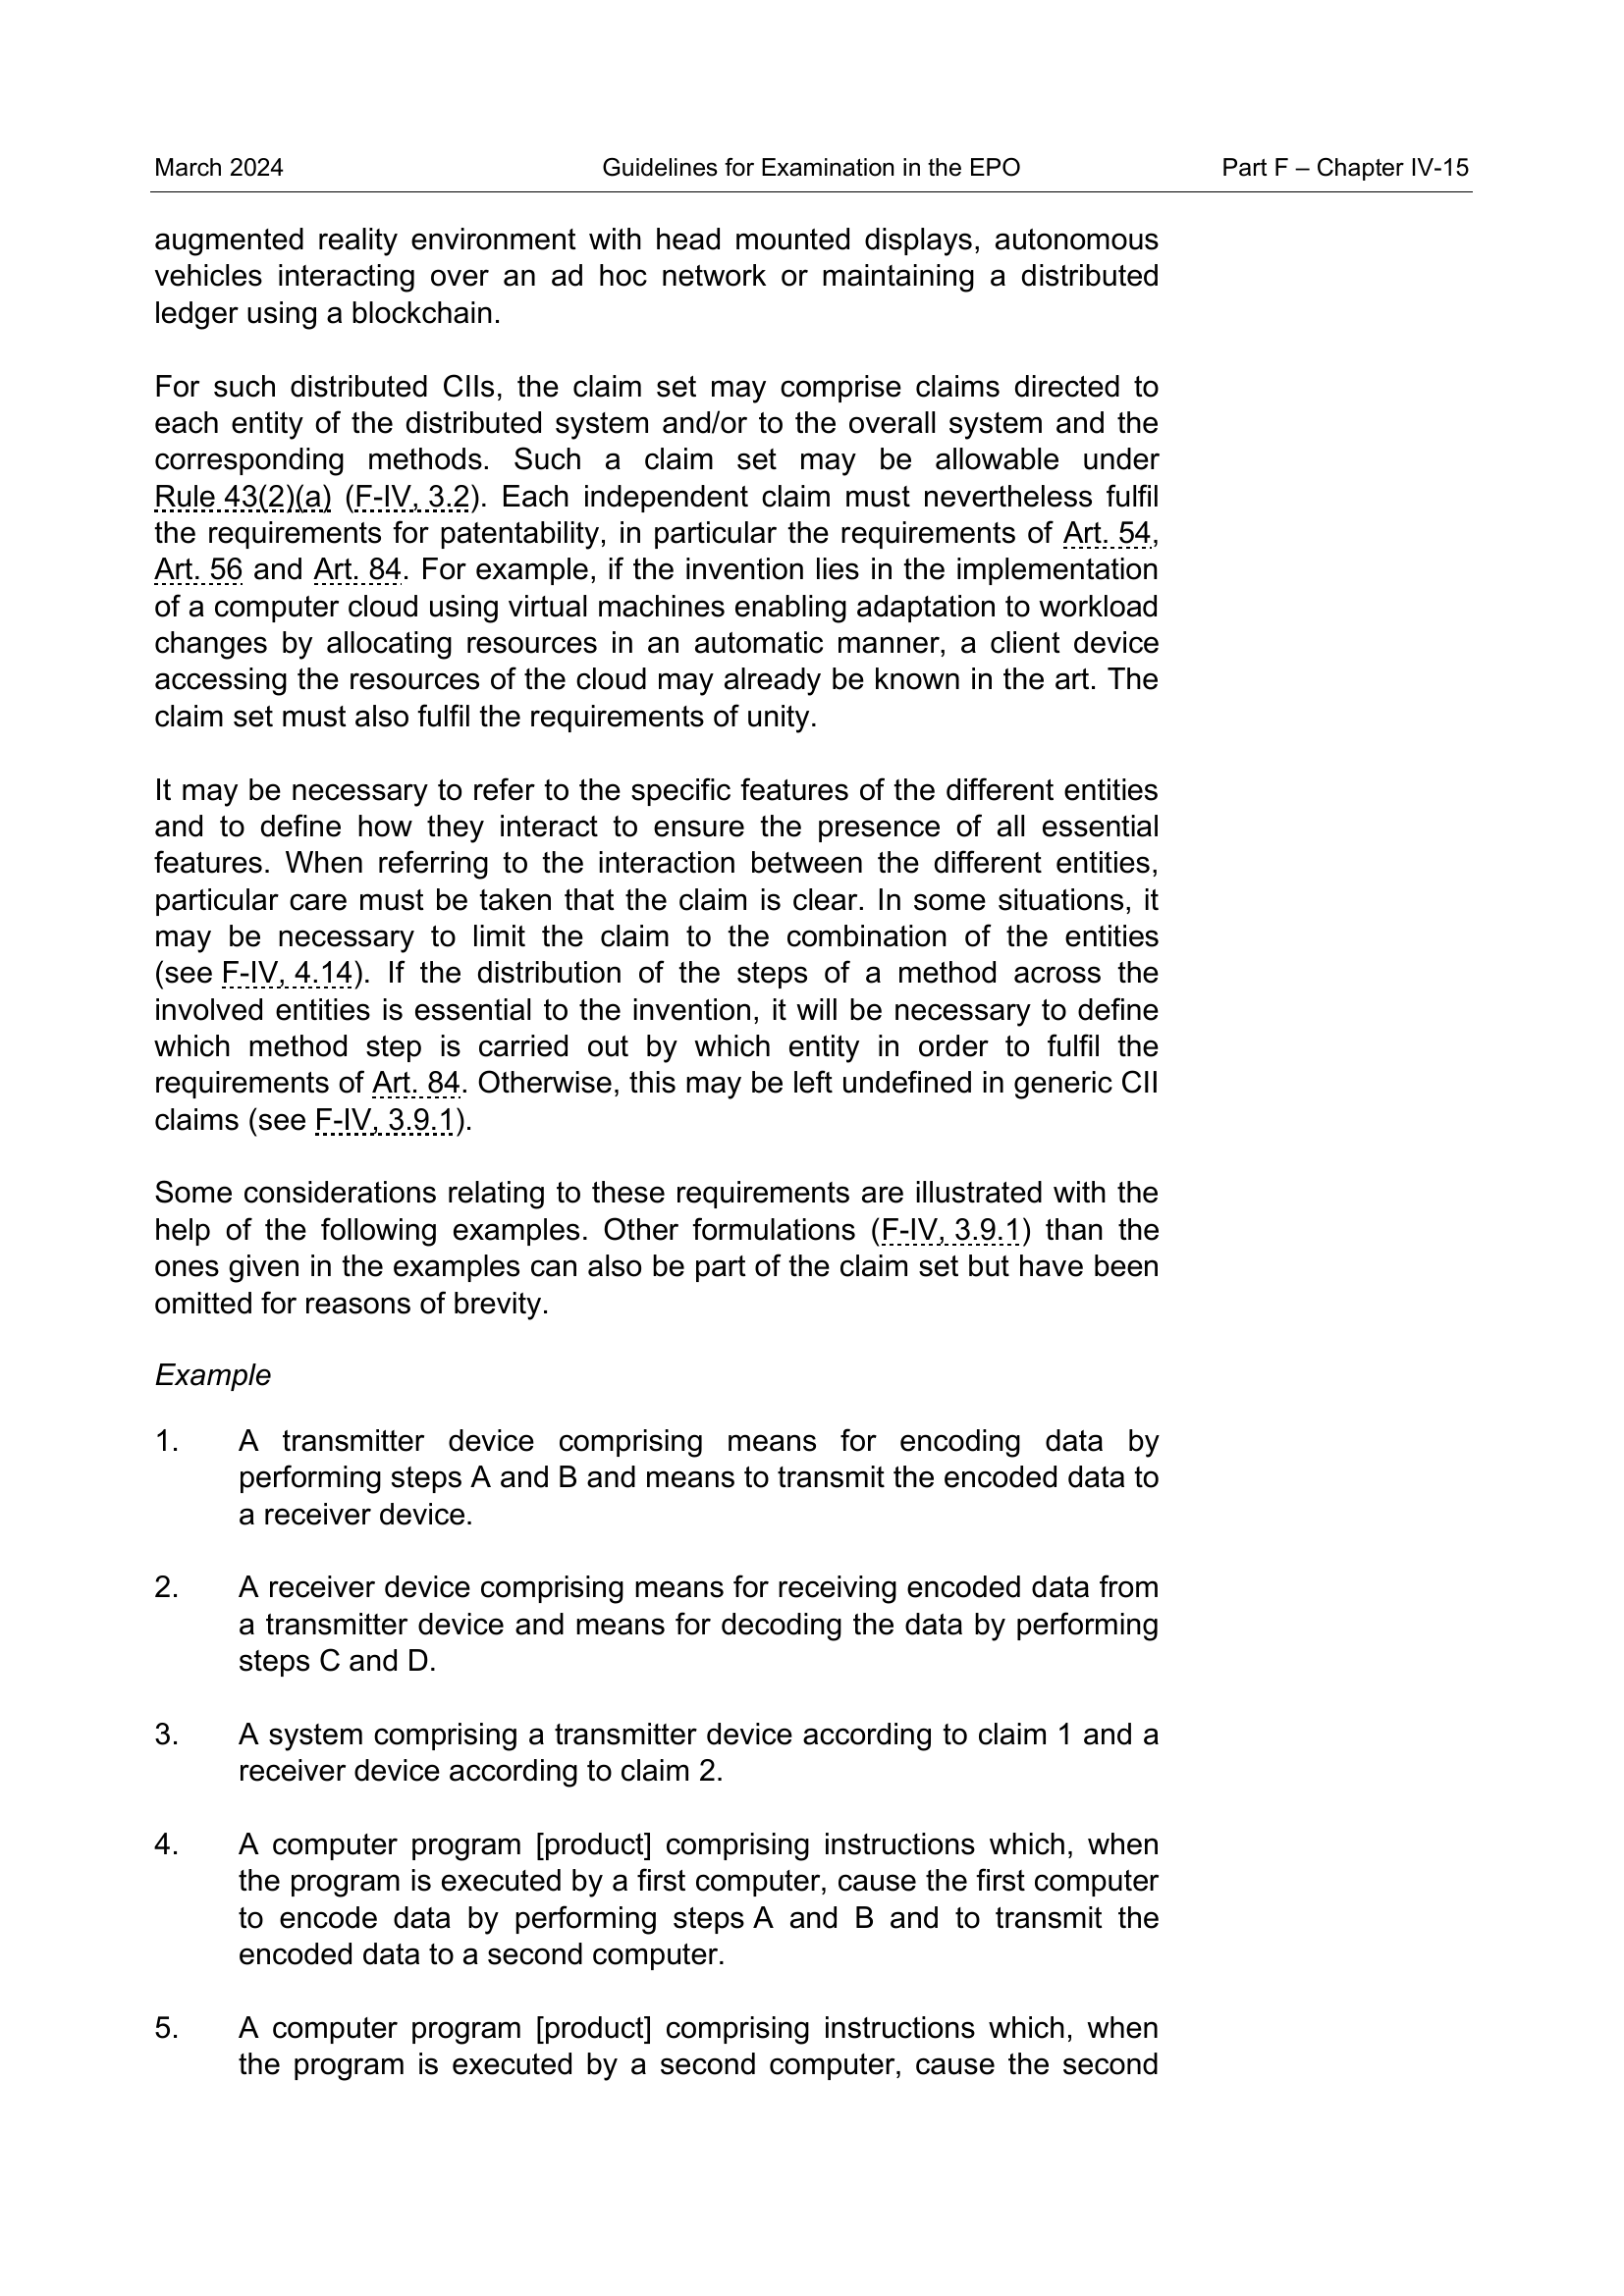 March 2024 Guidelines for Examination in the EPO Part F – Chapter IV-15
augmented reality environment with head mounted displays, autonomous
vehicles interacting over an ad hoc network or maintaining a distributed
ledger using a blockchain.
For such distributed CIIs, the claim set may comprise claims directed to
each entity of the distributed system and/or to the overall system and the
corresponding methods. Such a claim set may be allowable under
Rule 43(2)(a) (F-IV, 3.2). Each independent claim must nevertheless fulfil
the requirements for patentability, in particular the requirements of Art. 54,
Art. 56 and Art. 84. For example, if the invention lies in the implementation
of a computer cloud using virtual machines enabling adaptation to workload
changes by allocating resources in an automatic manner, a client device
accessing the resources of the cloud may already be known in the art. The
claim set must also fulfil the requirements of unity.
It may be necessary to refer to the specific features of the different entities
and to define how they interact to ensure the presence of all essential
features. When referring to the interaction between the different entities,
particular care must be taken that the claim is clear. In some situations, it
may be necessary to limit the claim to the combination of the entities
(see F-IV, 4.14). If the distribution of the steps of a method across the
involved entities is essential to the invention, it will be necessary to define
which method step is carried out by which entity in order to fulfil the
requirements of Art. 84. Otherwise, this may be left undefined in generic CII
claims (see F-IV, 3.9.1).
Some considerations relating to these requirements are illustrated with the
help of the following examples. Other formulations (F-IV, 3.9.1) than the
ones given in the examples can also be part of the claim set but have been
omitted for reasons of brevity.
Example
1. A transmitter device comprising means for encoding data by
performing steps A and B and means to transmit the encoded data to
a receiver device.
2. A receiver device comprising means for receiving encoded data from
a transmitter device and means for decoding the data by performing
steps C and D.
3. A system comprising a transmitter device according to claim 1 and a
receiver device according to claim 2.
4. A computer program [product] comprising instructions which, when
the program is executed by a first computer, cause the first computer
to encode data by performing steps A and B and to transmit the
encoded data to a second computer.
5. A computer program [product] comprising instructions which, when
the program is executed by a second computer, cause the second